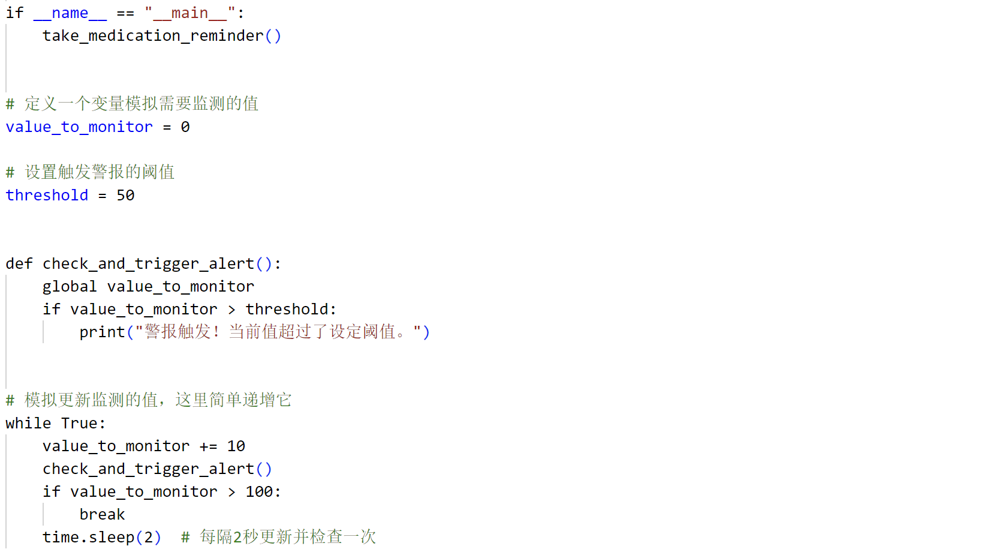 if __name__ == "__main__":
    take_medication_reminder()
# 定义一个变量模拟需要监测的值
value_to_monitor = 0
# 设置触发警报的阈值
threshold = 50
def check_and_trigger_alert():
    global value_to_monitor
    if value_to_monitor > threshold:
        print("警报触发！当前值超过了设定阈值。")
# 模拟更新监测的值，这里简单递增它
while True:
    value_to_monitor += 10
    check_and_trigger_alert()
    if value_to_monitor > 100:
        break
    time.sleep(2)  # 每隔2秒更新并检查一次